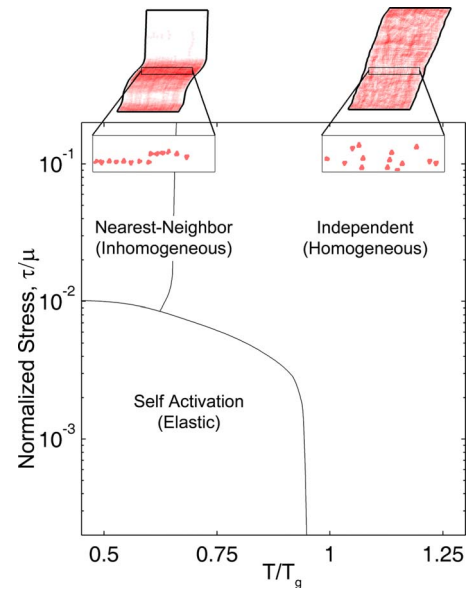 10⁻¹
Nearest-Neighbor
(Inhomogeneous)
Independent
(Homogeneous)
Normalized Stress, τ/μ
10⁻²
Self Activation
(Elastic)
10⁻³
0.5
0.75
1
1.25
T/Tg